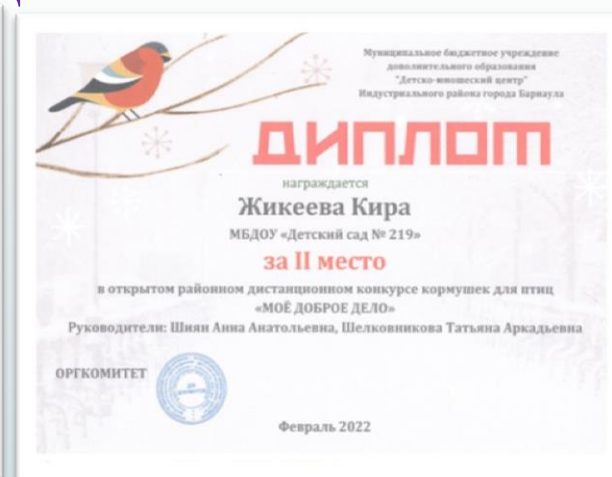 Муниципальное бюджетное учреждение
дополнительного образования
"Детско-юношеский центр"
Индустриального района города Барнаула
ДИПЛОМ
награждается
Жикеева Кира
МБДОУ «Детский сад № 219»
за II место
в открытом районном дистанционном конкурсе кормушек для птиц
«МОЁ ДОБРОЕ ДЕЛО»
Руководители: Шиян Анна Анатольевна, Шелковникова Татьяна Аркадьевна
ОРГКОМИТЕТ
Февраль 2022